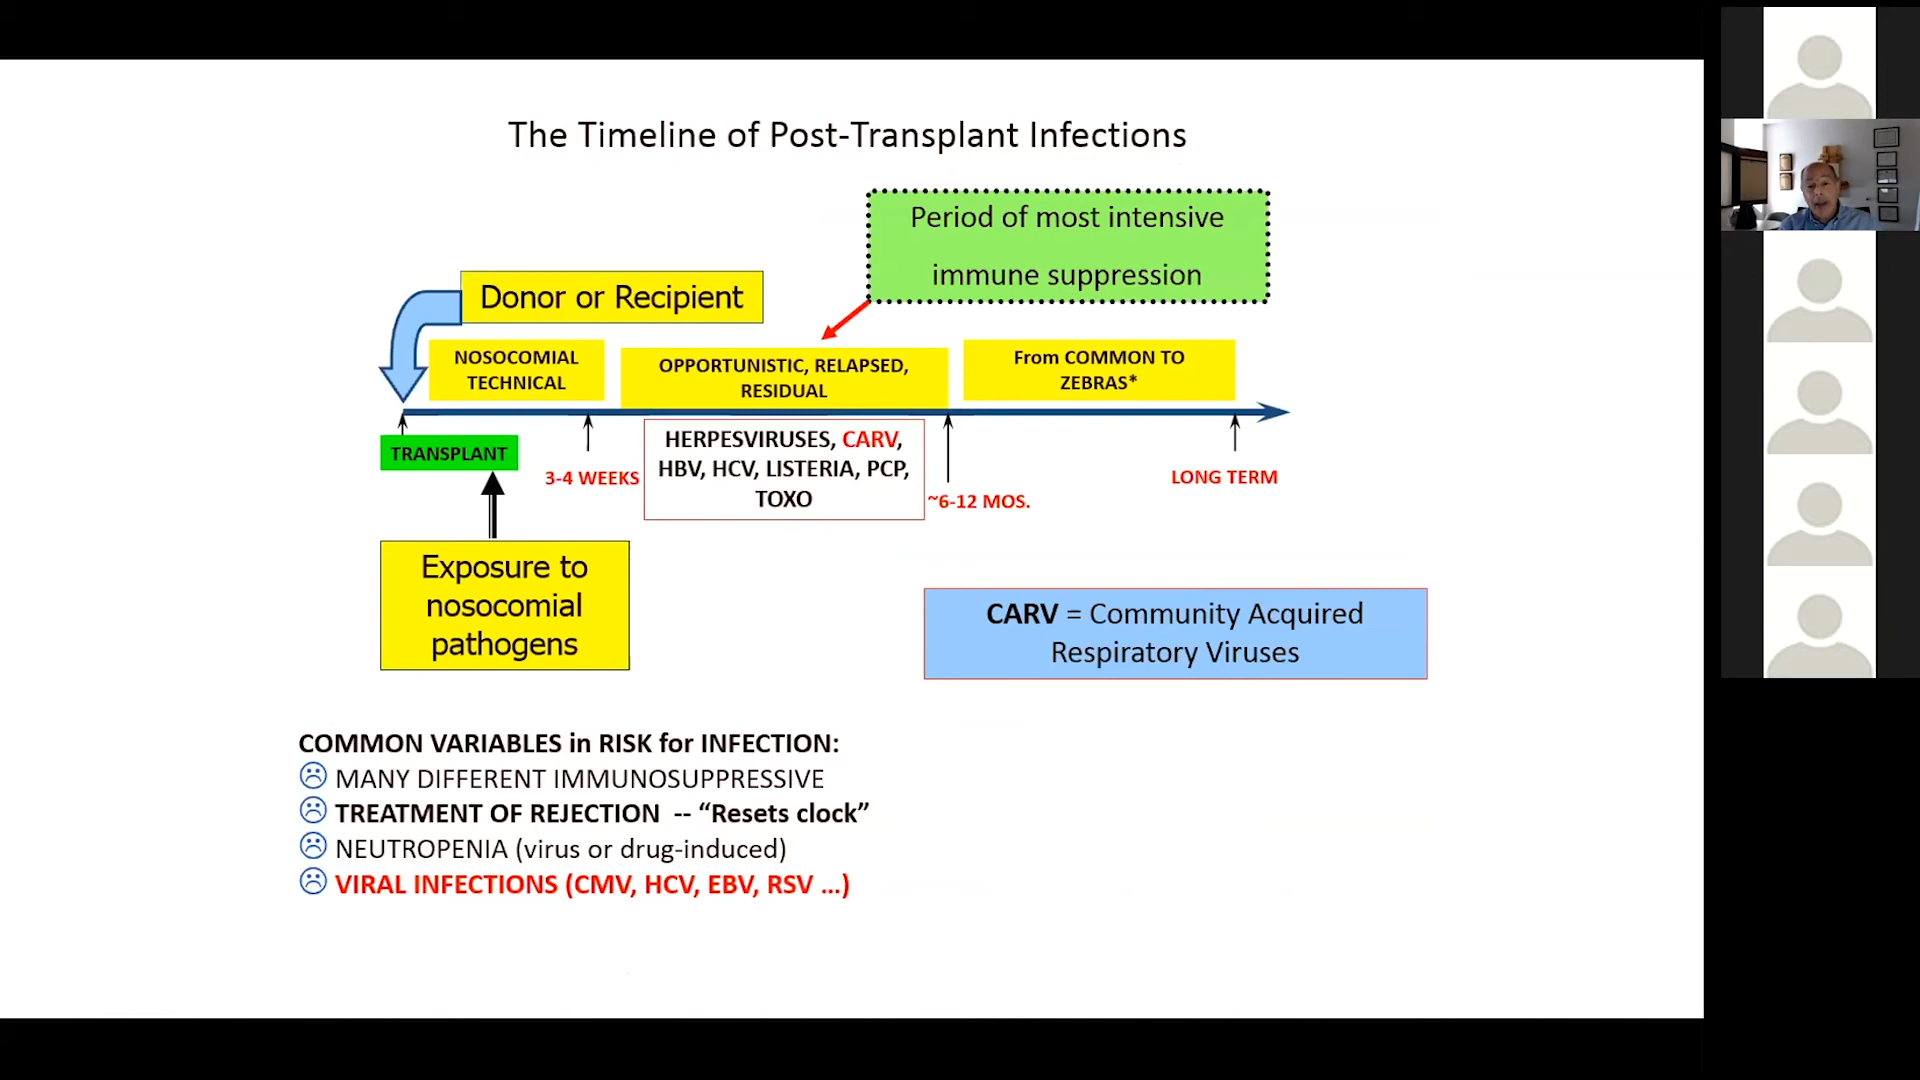 The Timeline of Post-Transplant Infections
Period of most intensive
immune suppression
Donor or Recipient
NOSOCOMIAL
TECHNICAL
OPPORTUNISTIC, RELAPSED,
RESIDUAL
From COMMON TO
ZEBRAS*
TRANSPLANT
3-4 WEEKS
HERPESVIRUSES, CARV,
HBV, HCV, LISTERIA, PCP,
TOXO
~6-12 MOS.
LONG TERM
Exposure to
nosocomial
pathogens
CARV = Community Acquired
Respiratory Viruses
COMMON VARIABLES in RISK for INFECTION:
MANY DIFFERENT IMMUNOSUPPRESSIVE
TREATMENT OF REJECTION -- “Resets clock”
NEUTROPENIA (virus or drug-induced)
VIRAL INFECTIONS (CMV, HCV, EBV, RSV ...)